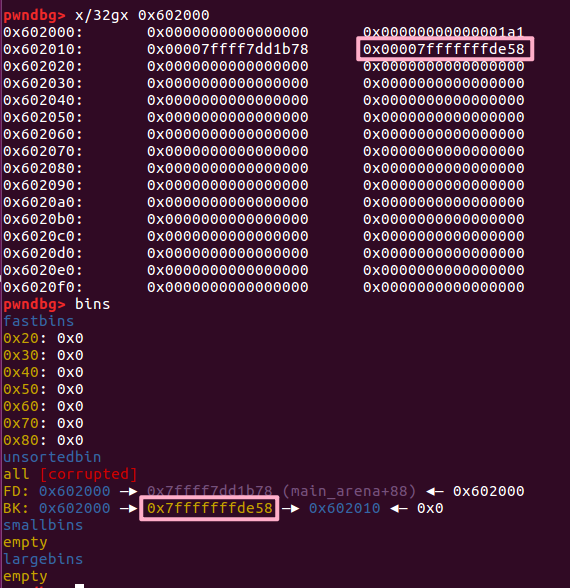 pwndbg> x/32gx 0x602000
0x602000: 0x0000000000000000 0x00000000000001a1
0x602010: 0x00007ffff7dd1b78 0x00007fffffffde58
0x602020: 0x0000000000000000 0x0000000000000000
0x602030: 0x0000000000000000 0x0000000000000000
0x602040: 0x0000000000000000 0x0000000000000000
0x602050: 0x0000000000000000 0x0000000000000000
0x602060: 0x0000000000000000 0x0000000000000000
0x602070: 0x0000000000000000 0x0000000000000000
0x602080: 0x0000000000000000 0x0000000000000000
0x602090: 0x0000000000000000 0x0000000000000000
0x6020a0: 0x0000000000000000 0x0000000000000000
0x6020b0: 0x0000000000000000 0x0000000000000000
0x6020c0: 0x0000000000000000 0x0000000000000000
0x6020d0: 0x0000000000000000 0x0000000000000000
0x6020e0: 0x0000000000000000 0x0000000000000000
0x6020f0: 0x0000000000000000 0x0000000000000000
pwndbg> bins
fastbins
0x20: 0x0
0x30: 0x0
0x40: 0x0
0x50: 0x0
0x60: 0x0
0x70: 0x0
0x80: 0x0
unsortedbin
all [corrupted]
FD: 0x602000 —▸ 0x7ffff7dd1b78 (main_arena+88) ◂— 0x602000
BK: 0x602000 —▸ 0x7fffffffde58 —▸ 0x602010 ◂— 0x0
smallbins
empty
largebins
empty